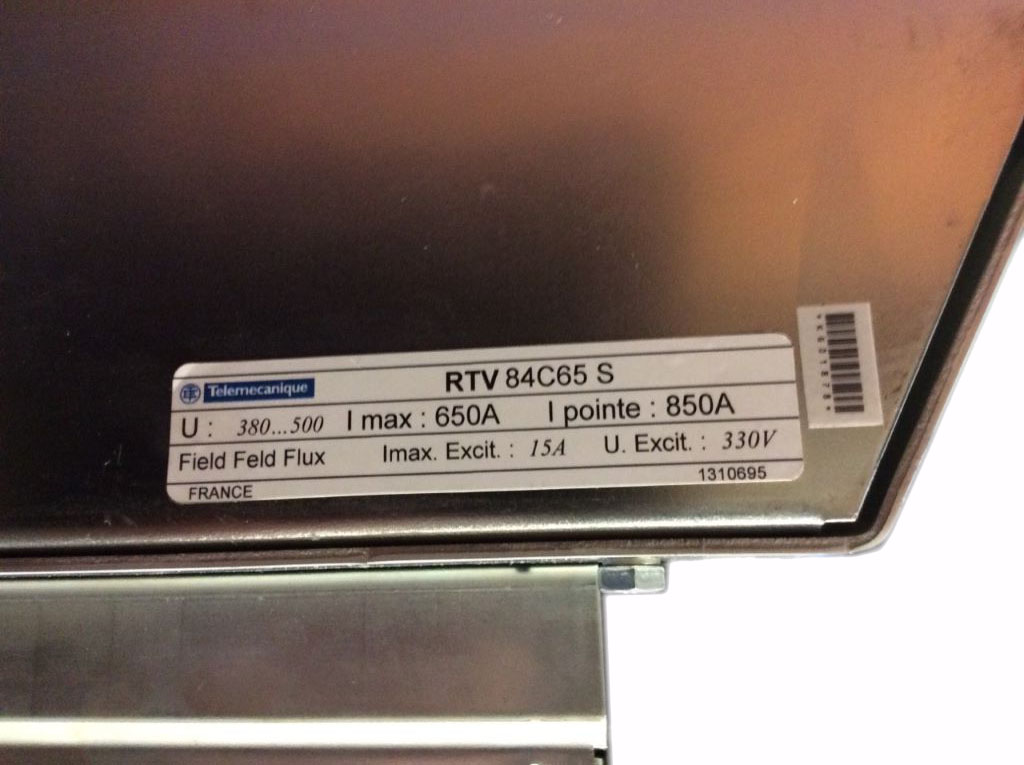 Telemecanique RTV 84C65 S
U : 380...500 I max : 650A I pointe : 850A
Field Feld Flux Imax. Excit. : 15A U. Excit. : 330V
FRANCE 1310695